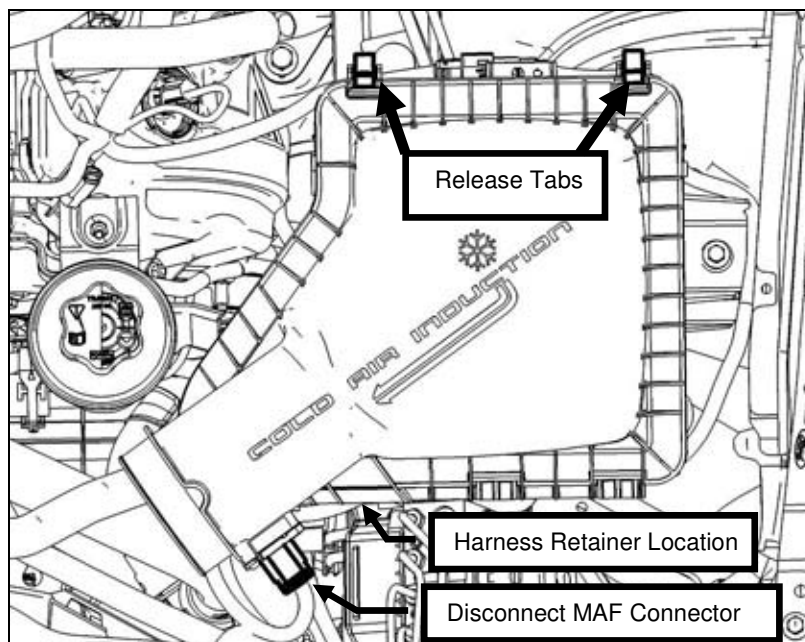 Release Tabs
COLD AIR INDUCTION
Harness Retainer Location
Disconnect MAF Connector